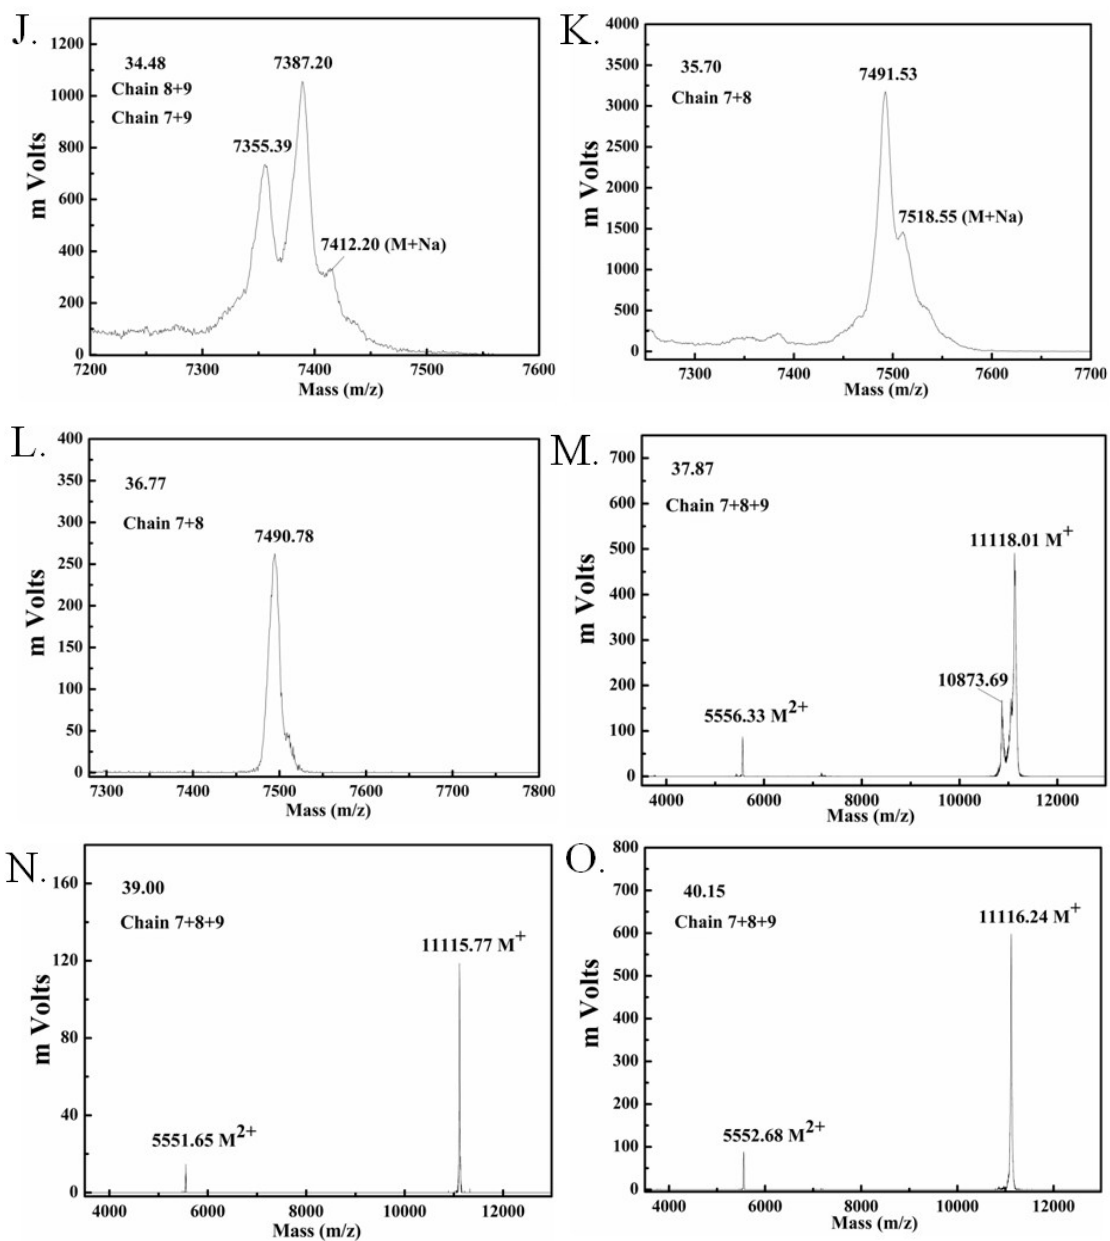 J.
34.48
Chain 8+9
Chain 7+9
7387.20
7355.39
7412.20 (M+Na)
m Volts
1200
1000
800
600
400
200
0
7200
7300
7400
7500
7600
Mass (m/z)
K.
35.70
Chain 7+8
7491.53
7518.55 (M+Na)
m Volts
4000
3500
3000
2500
2000
1500
1000
500
0
7300
7400
7500
7600
7700
Mass (m/z)
L.
36.77
Chain 7+8
7490.78
m Volts
400
350
300
250
200
150
100
50
0
7300
7400
7500
7600
7700
7800
Mass (m/z)
M.
37.87
Chain 7+8+9
11118.01 M+
10873.69
5556.33 M2+
m Volts
700
600
500
400
300
200
100
0
4000
6000
8000
10000
12000
Mass (m/z)
N.
39.00
Chain 7+8+9
11115.77 M+
5551.65 M2+
m Volts
160
120
80
40
0
4000
6000
8000
10000
12000
Mass (m/z)
O.
40.15
Chain 7+8+9
11116.24 M+
5552.68 M2+
m Volts
800
700
600
500
400
300
200
100
0
4000
6000
8000
10000
12000
Mass (m/z)